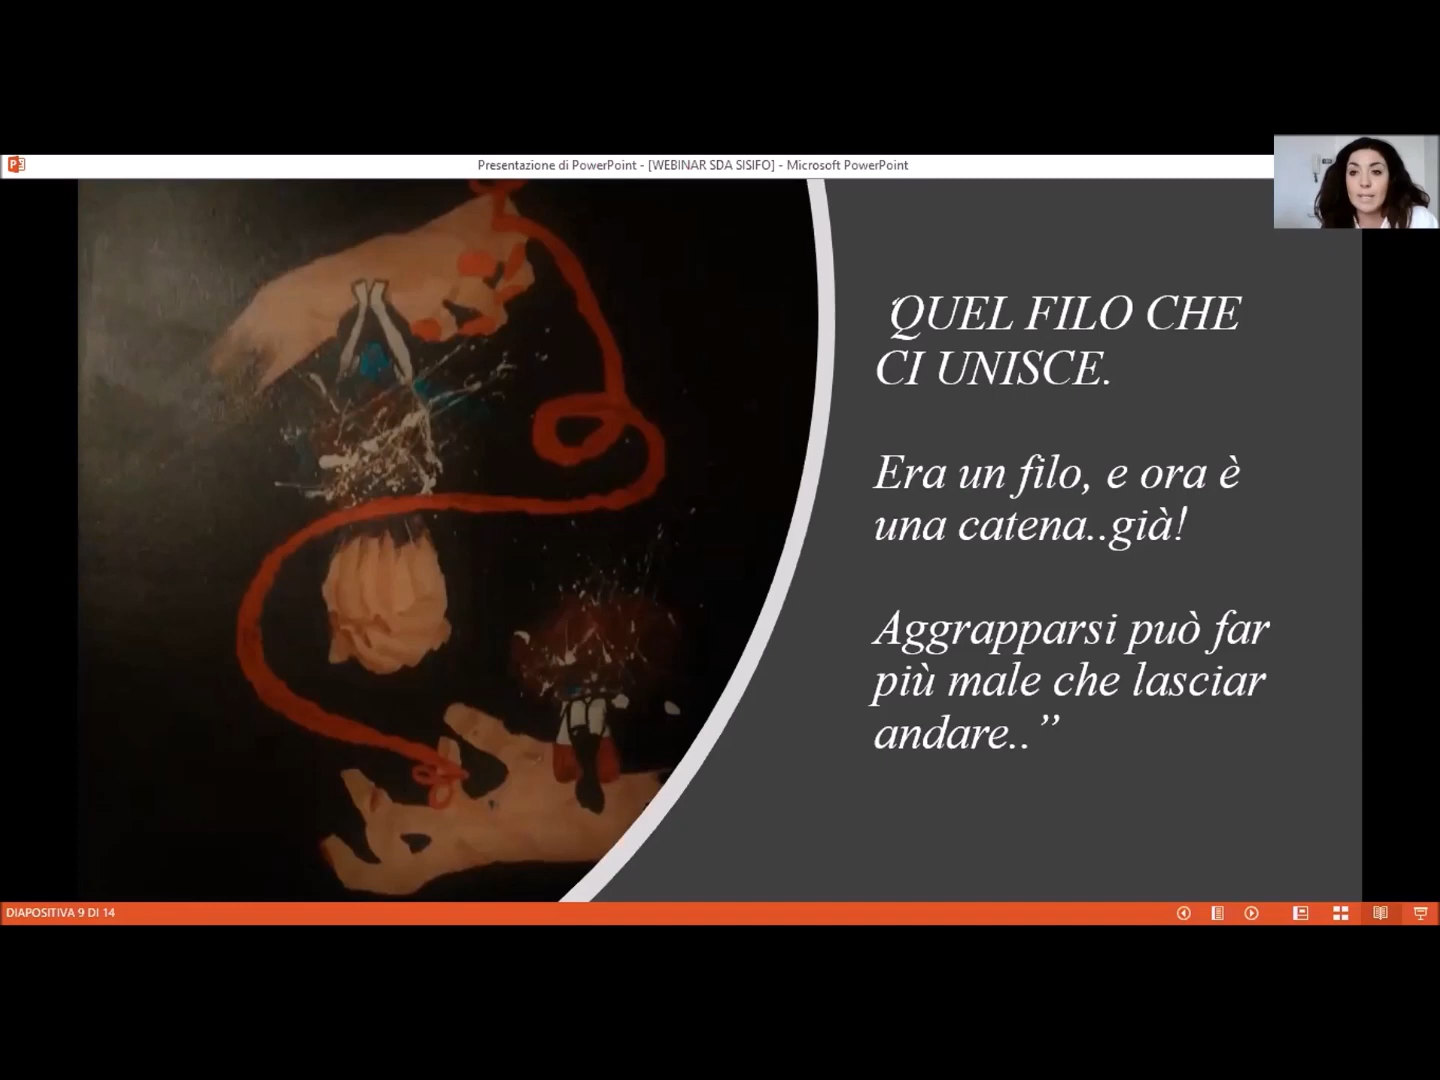 Presentazione di PowerPoint - [WEBINAR SDA SISIFO] - Microsoft PowerPoint
‘QUEL FILO CHE
CI UNISCE.
Era un filo, e ora è
una catena..già!
Aggrapparsi può far
più male che lasciar
andare..’’
DIAPOSITIVA 9 DI 14